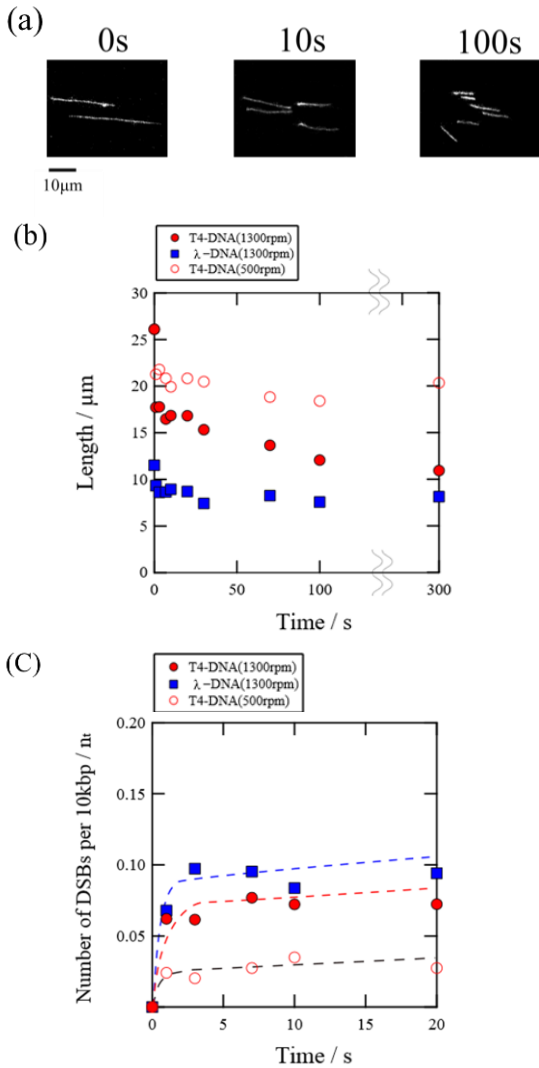 (a)
0s 10s 100s
10μm
(b)
T4-DNA(1300rpm)
λ-DNA(1300rpm)
T4-DNA(500rpm)
30
25
20
15
10
5
0
Length / μm
0 50 100 300
Time / s
(C)
T4-DNA(1300rpm)
λ-DNA(1300rpm)
T4-DNA(500rpm)
0.20
0.15
0.10
0.05
0
Number of DSBs per 10kbp /
0 5 10 15 20
Time / s